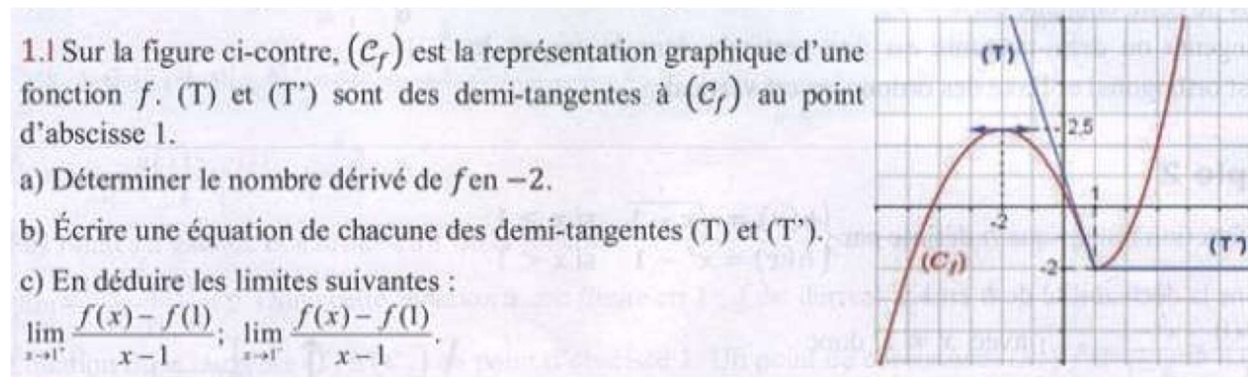 1.I Sur la figure ci-contre, (C_f) est la représentation graphique d'une
fonction f. (T) et (T') sont des demi-tangentes à (C_f) au point
d'abscisse 1.
a) Déterminer le nombre dérivé de f en −2.
b) Écrire une équation de chacune des demi-tangentes (T) et (T').
c) En déduire les limites suivantes :
lim x→1⁺ (f(x) − f(1))/(x − 1) ; lim x→1⁻ (f(x) − f(1))/(x − 1).
(T)
2,5
1
-2
(C_f)
-2
(T')